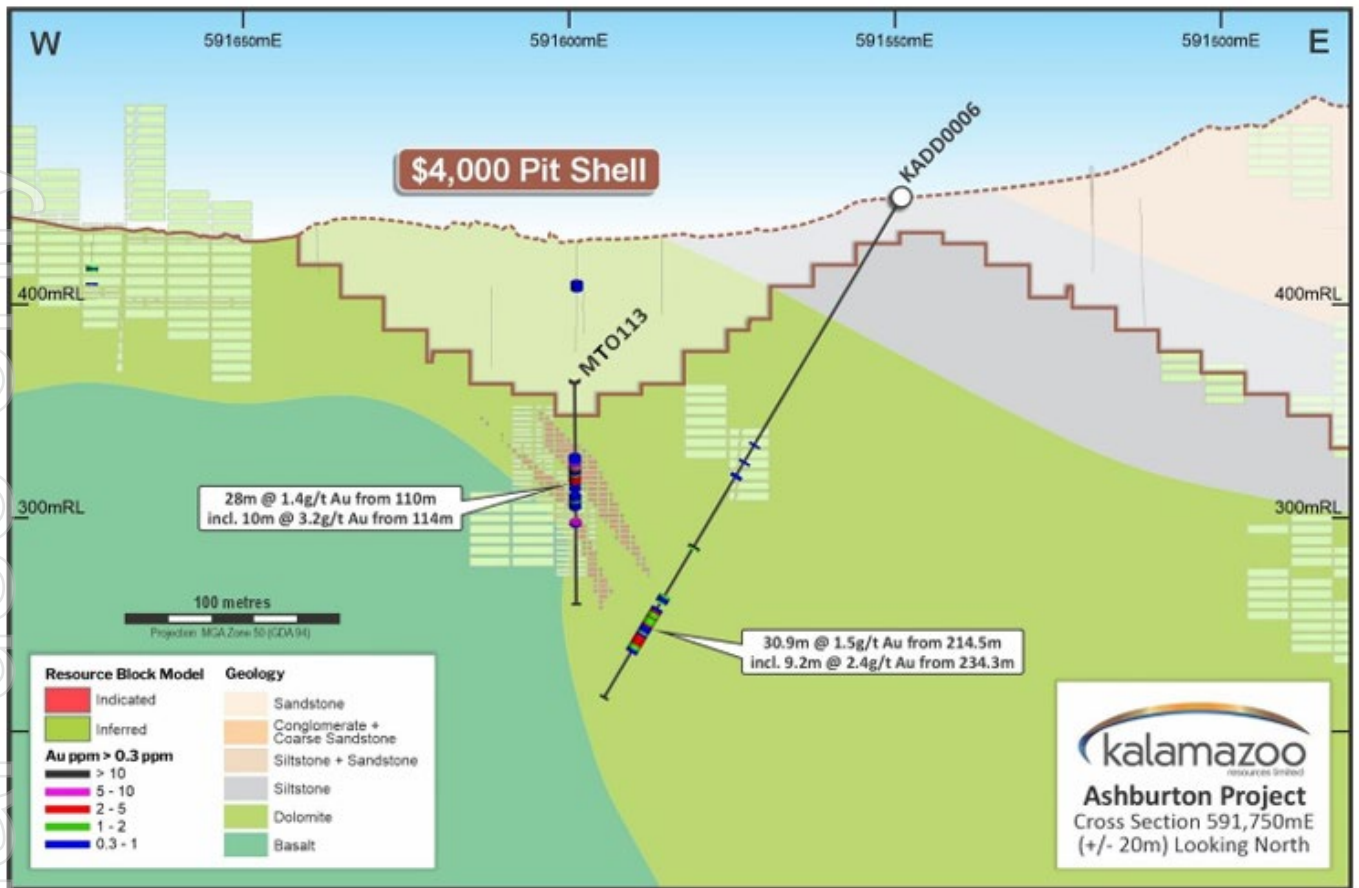 W
591650mE
591600mE
591550mE
591500mE
E
$4,000 Pit Shell
KADD0006
400mRL
400mRL
MTO113
300mRL
300mRL
28m @ 1.4g/t Au from 110m
incl. 10m @ 3.2g/t Au from 114m
30.9m @ 1.5g/t Au from 214.5m
incl. 9.2m @ 2.4g/t Au from 234.3m
100 metres
Projection: MGA Zone 50 (GDA 94)
Resource Block Model
Indicated
Inferred
Au ppm > 0.3 ppm
> 10
5 - 10
2 - 5
1 - 2
0.3 - 1
Geology
Sandstone
Conglomerate +
Coarse Sandstone
Siltstone + Sandstone
Siltstone
Dolomite
Basalt
kalamazoo
resources limited
Ashburton Project
Cross Section 591,750mE
(+/- 20m) Looking North